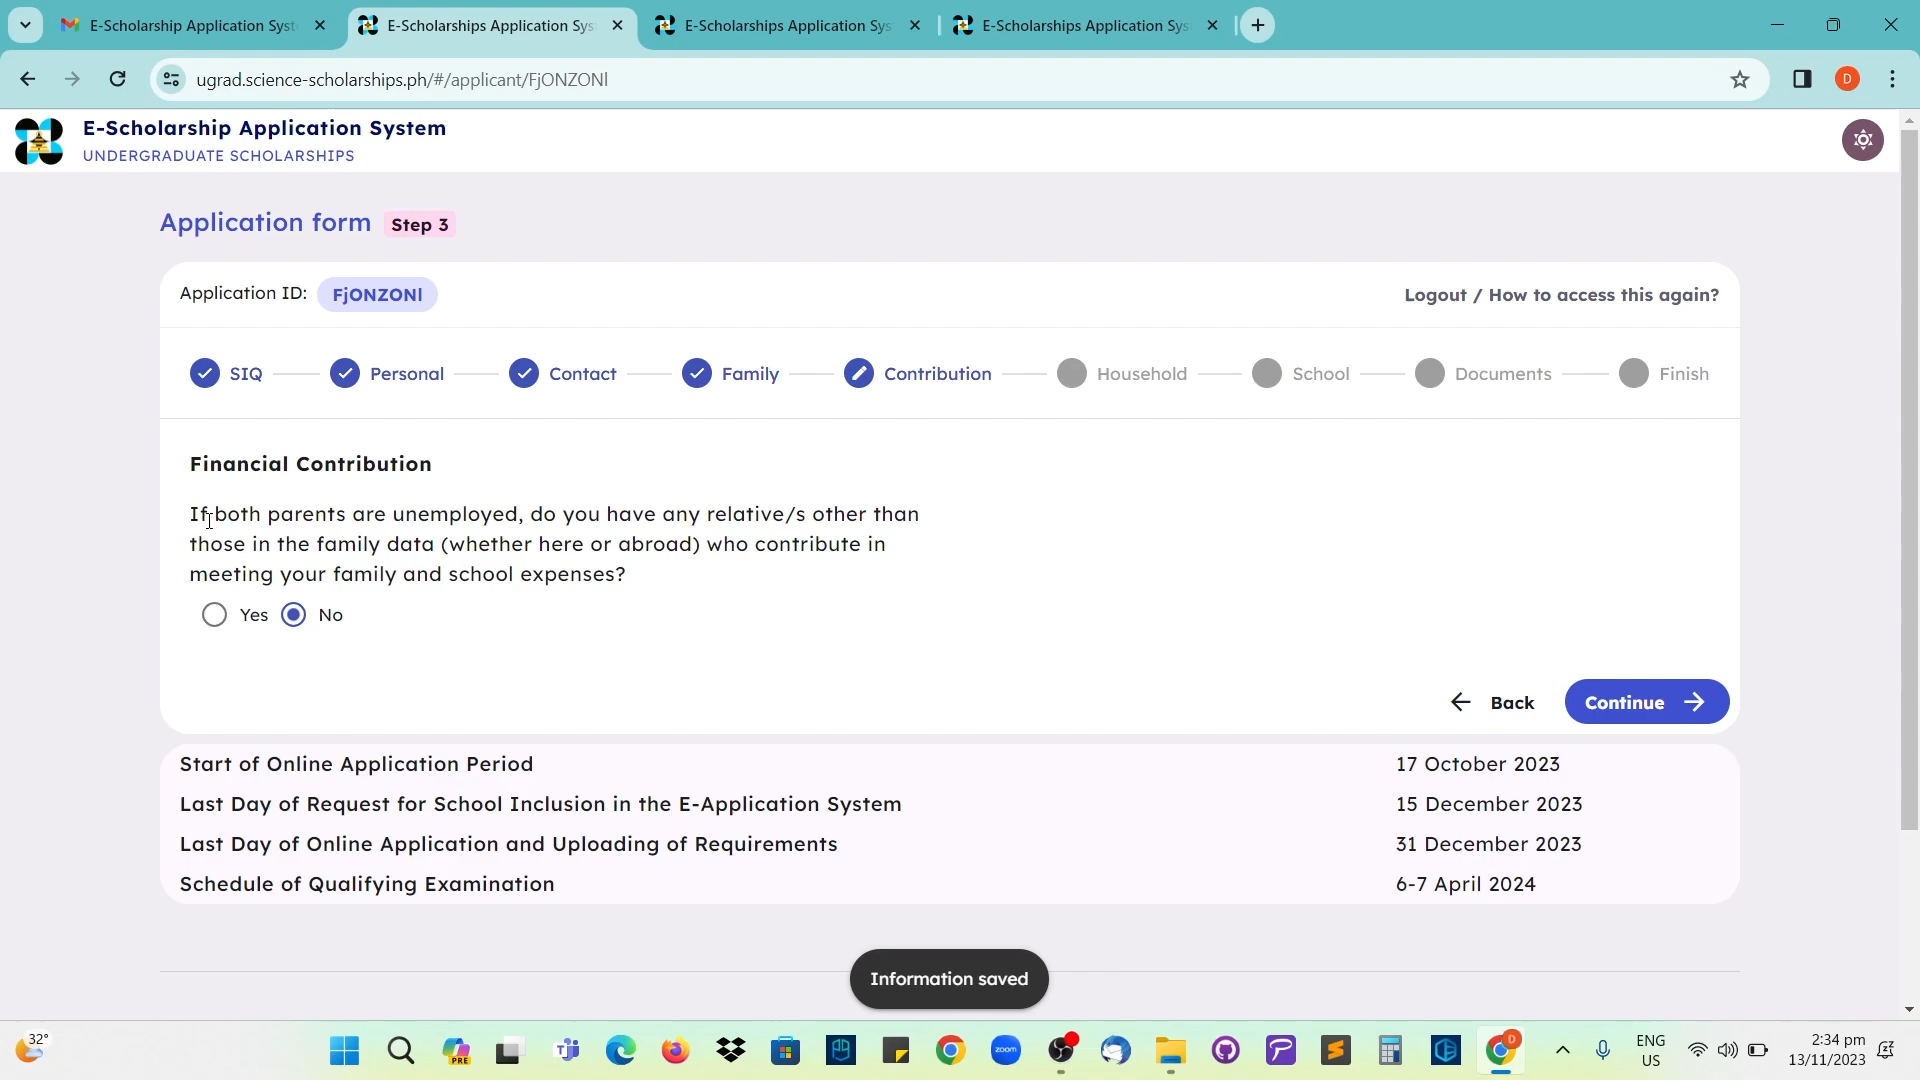 E-Scholarship Application Syst
E-Scholarships Application Sys
E-Scholarships Application Sys
E-Scholarships Application Sys
ugrad.science-scholarships.ph/#/applicant/FjONZONl
D
E-Scholarship Application System
UNDERGRADUATE SCHOLARSHIPS
Application form Step 3
Application ID: FjONZONl
Logout / How to access this again?
SIQ Personal Contact Family Contribution Household School Documents Finish
Financial Contribution
If both parents are unemployed, do you have any relative/s other than
those in the family data (whether here or abroad) who contribute in
meeting your family and school expenses?
Yes No
Back Continue
Start of Online Application Period 17 October 2023
Last Day of Request for School Inclusion in the E-Application System 15 December 2023
Last Day of Online Application and Uploading of Requirements 31 December 2023
Schedule of Qualifying Examination 6-7 April 2024
Information saved
32°
PRE
zoom
D
ENG
US
2:34 pm
13/11/2023